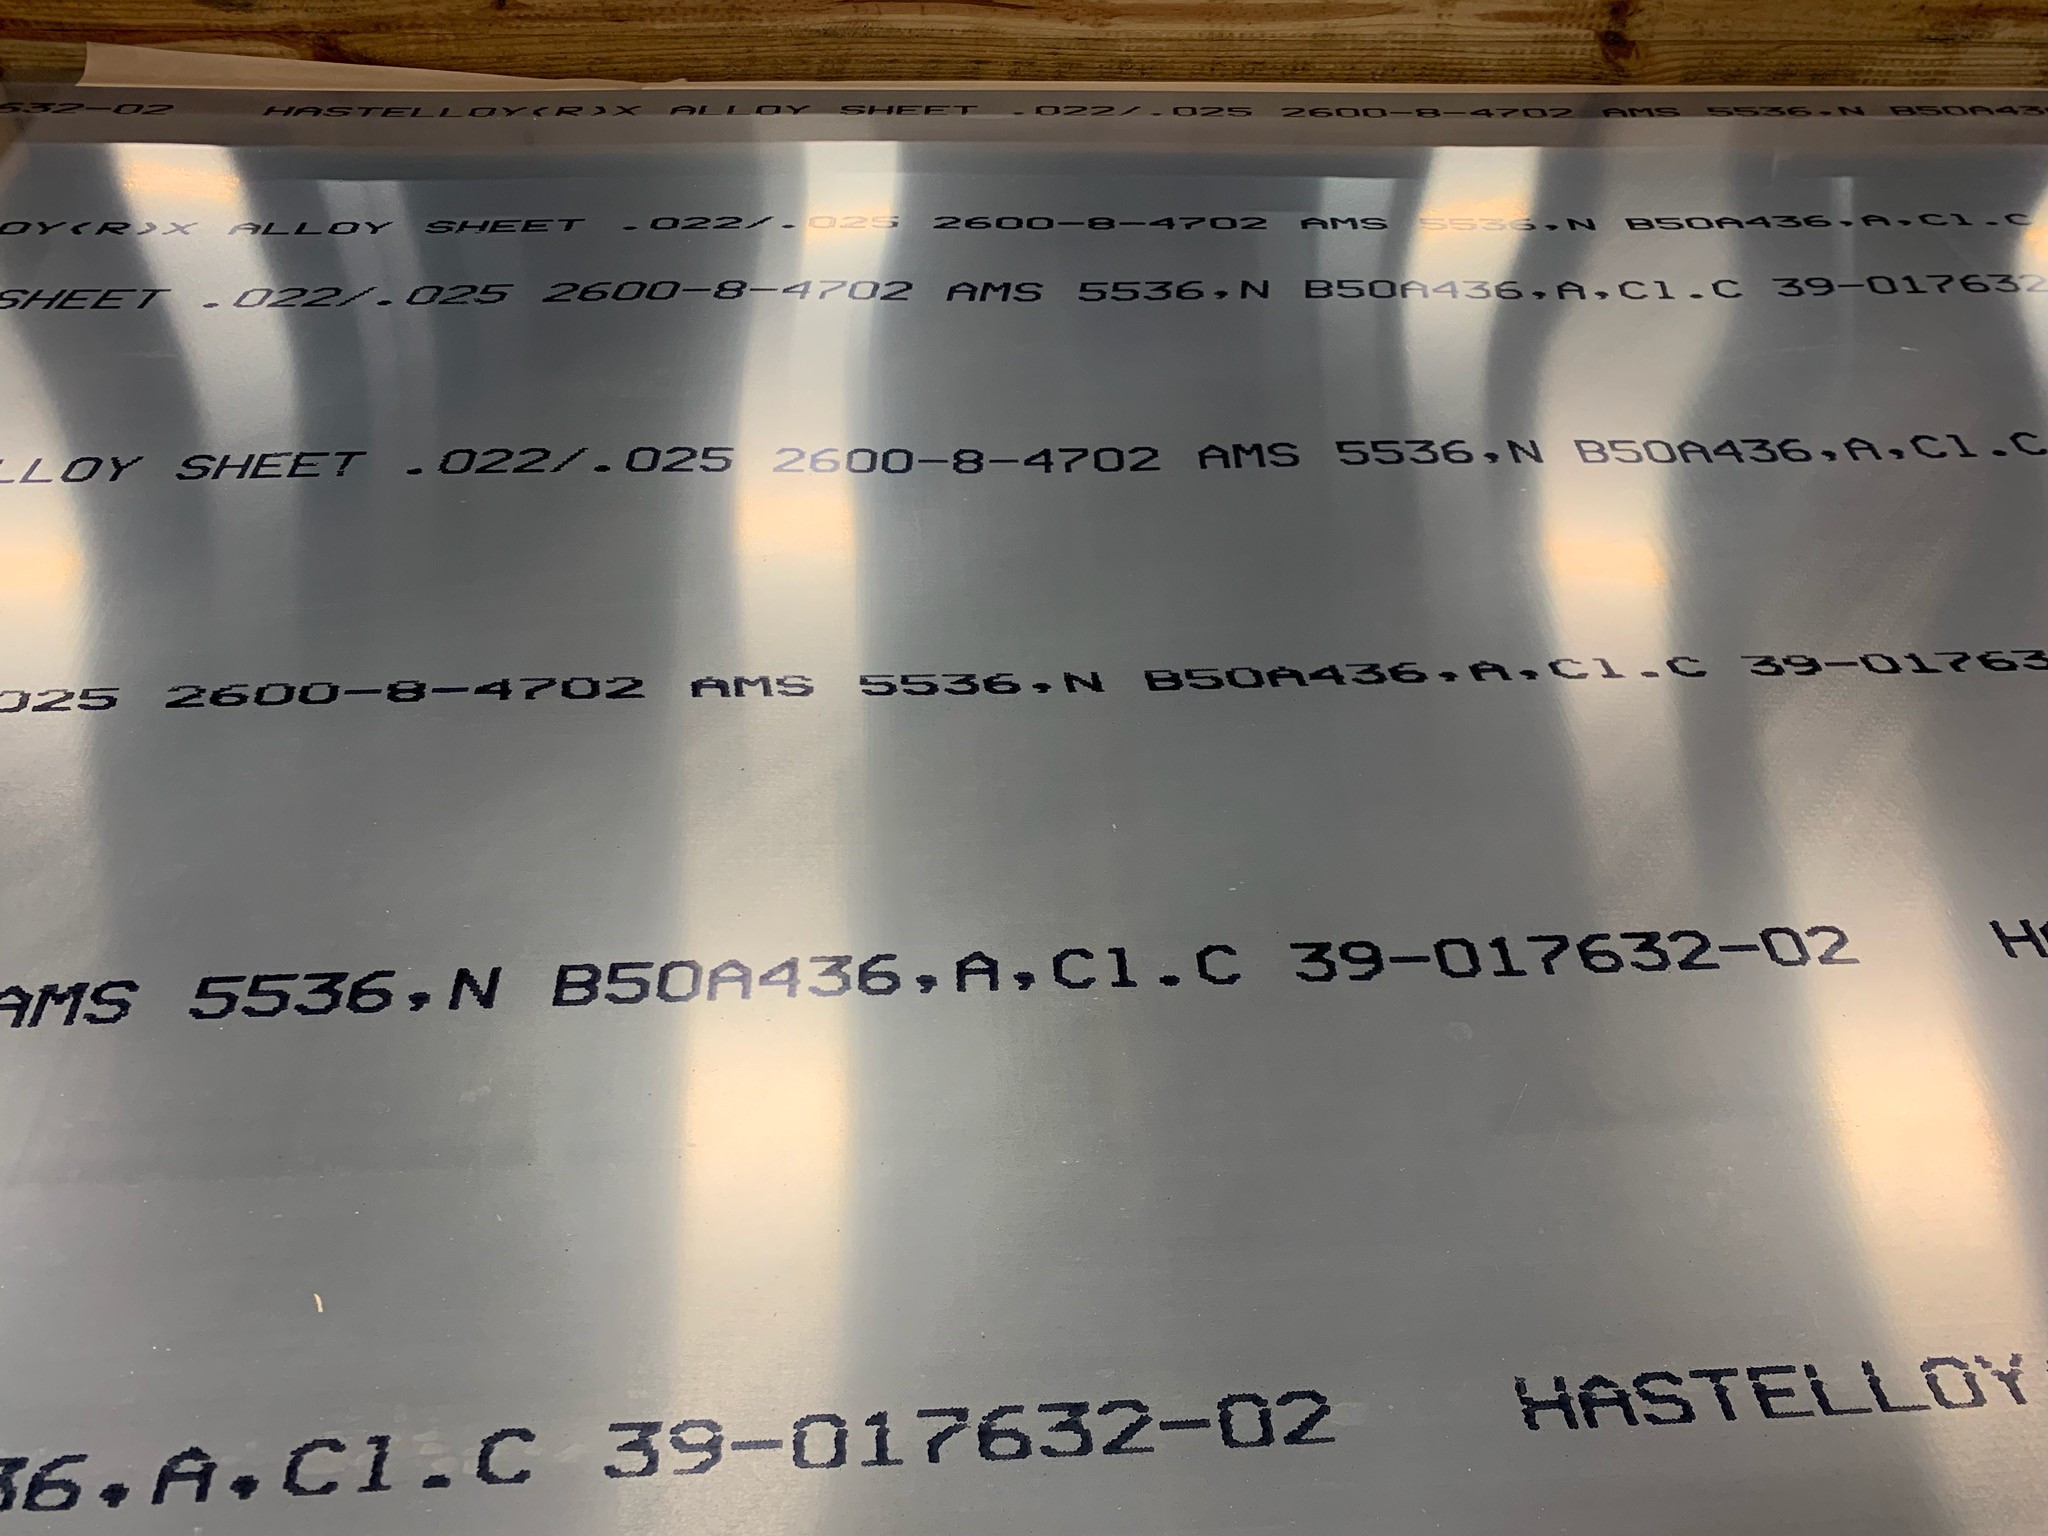 632-02 HASTELLOY(R)X ALLOY SHEET .022/.025 2600-8-4702 AMS 5536,N B50A43
OY(R)X ALLOY SHEET .022/.025 2600-8-4702 AMS 5536,N B50A436,A,Cl.C
SHEET .022/.025 2600-8-4702 AMS 5536,N B50A436,A,Cl.C 39-017632
LLOY SHEET .022/.025 2600-8-4702 AMS 5536,N B50A436,A,Cl.C
025 2600-8-4702 AMS 5536,N B50A436,A,Cl.C 39-01763
AMS 5536,N B50A436,A,Cl.C 39-017632-02 H
36,A,Cl.C 39-017632-02 HASTELLOY